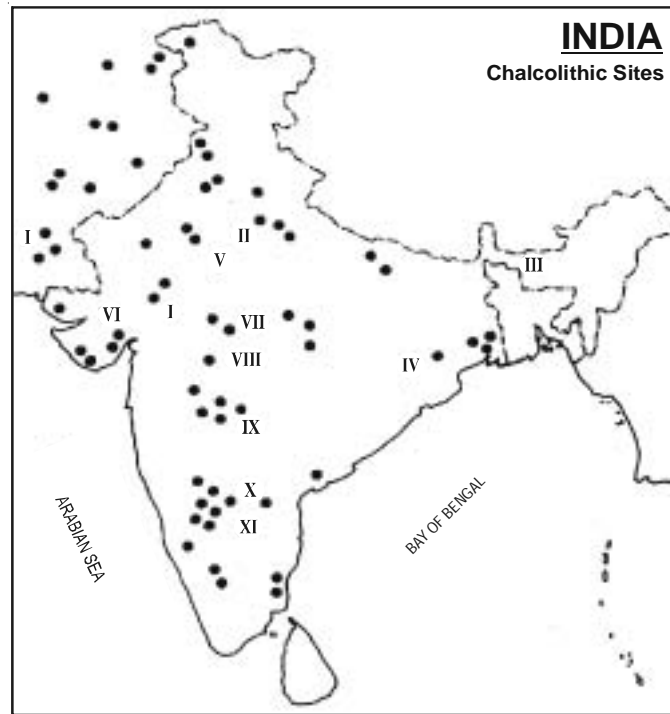 INDIA
Chalcolithic Sites
I
II
V
III
VI
I
VII
VIII
IV
IX
X
XI
ARABIAN SEA
BAY OF BENGAL